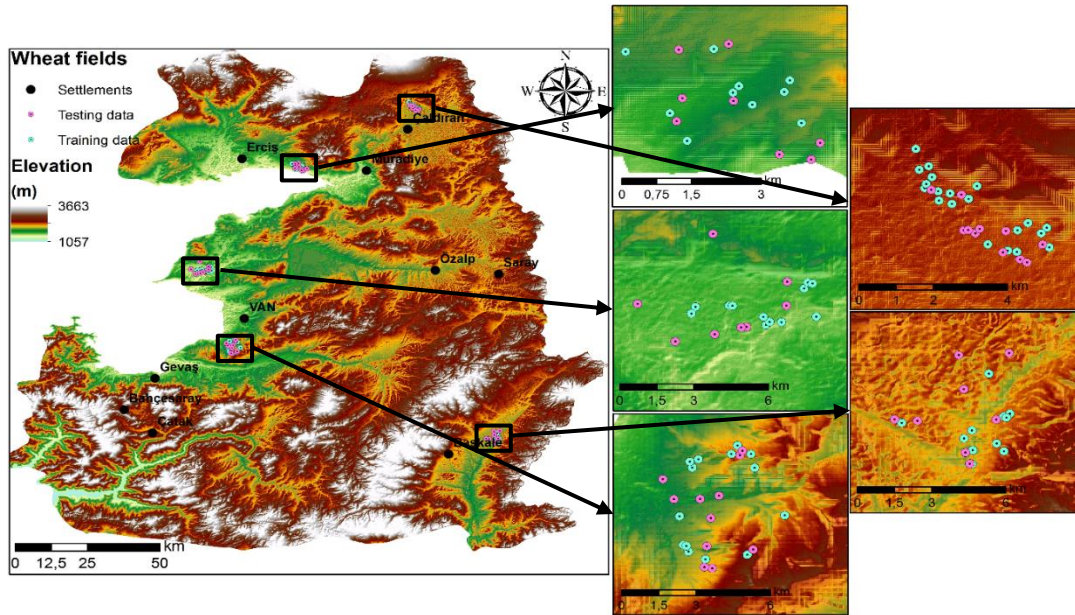 Wheat fields
Settlements
Testing data
Training data
Elevation
(m)
3663
1057
N
W E
S
Çaldıran
Erciş
Muradiye
Özalp
Saray
VAN
Gevaş
Bahçesaray
Çatak
Başkale
km
0 12,5 25 50
km
0 0,75 1,5 3
km
0 1,5 3 6
km
0 1,5 3 6
km
0 1 2 4
km
0 1,5 3 6